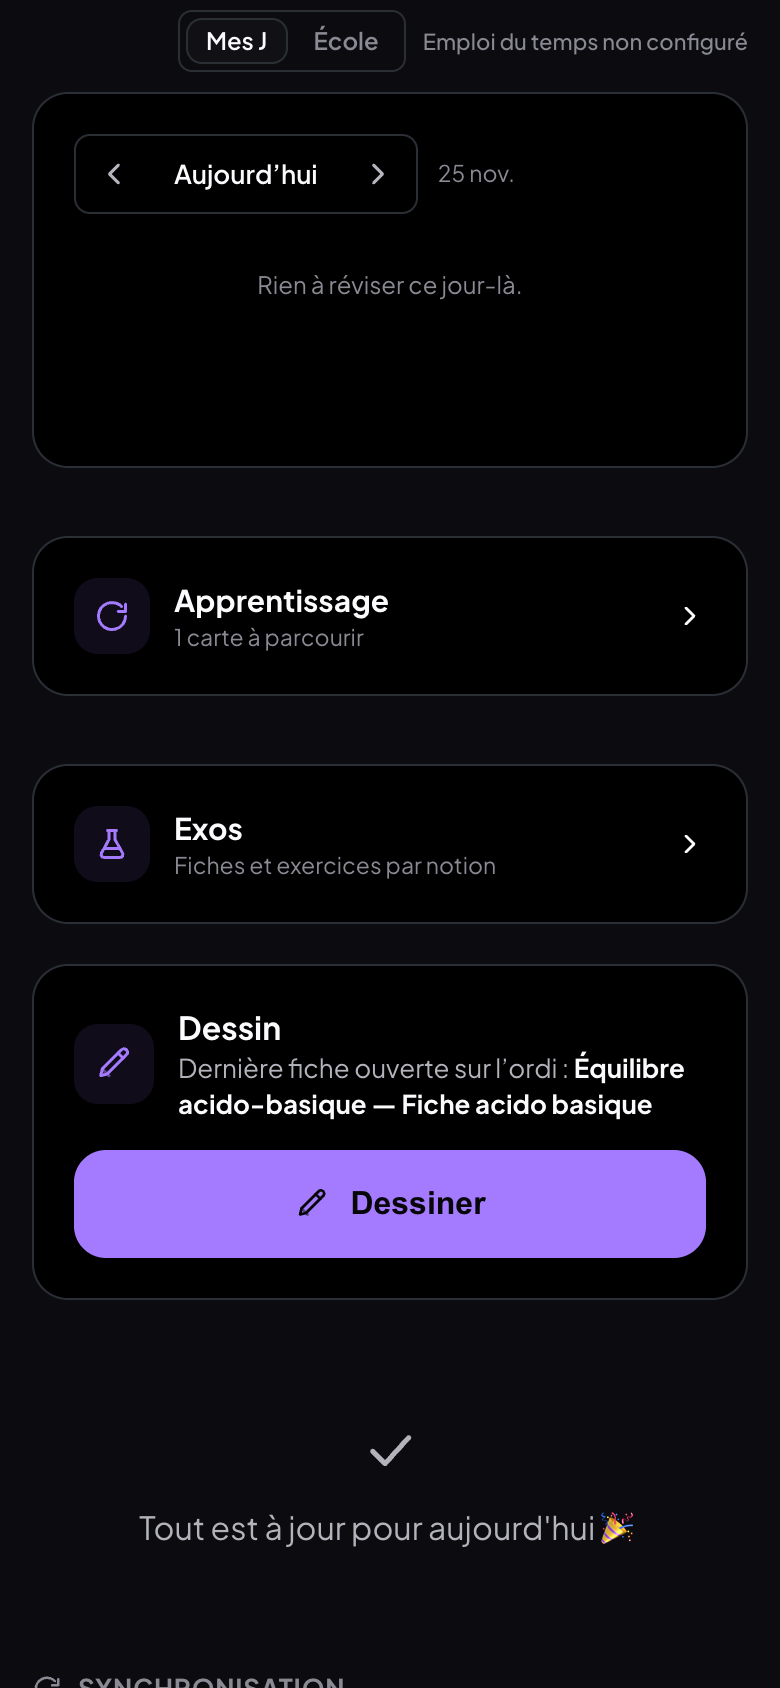 Mes J École Emploi du temps non configuré
Aujourd’hui 25 nov.
Rien à réviser ce jour-là.
Apprentissage
1 carte à parcourir
Exos
Fiches et exercices par notion
Dessin
Dernière fiche ouverte sur l’ordi : Équilibre
acido-basique — Fiche acido basique
Dessiner
Tout est à jour pour aujourd'hui 🎉
SYNCHRONISATION